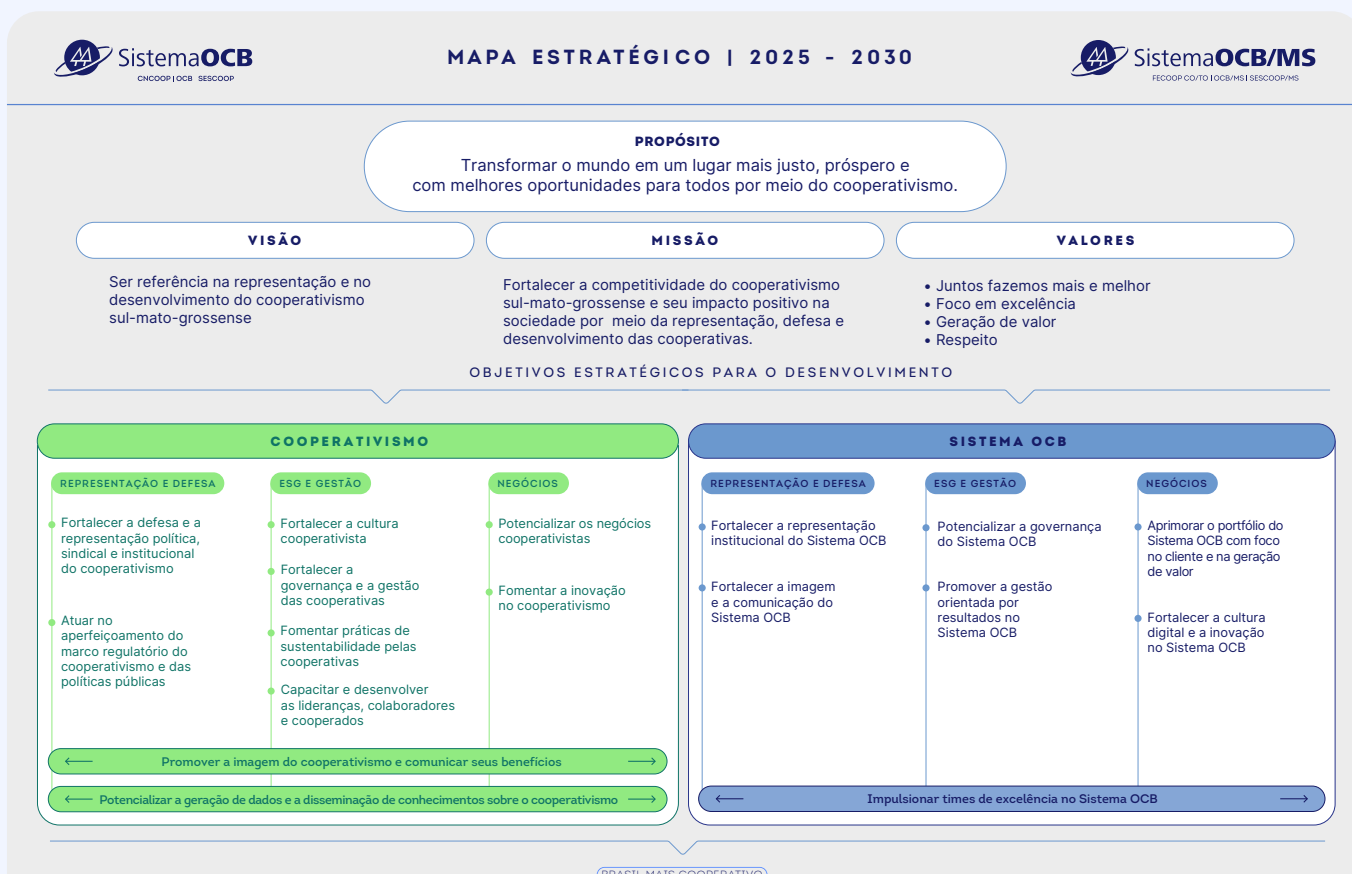 SistemaOCB
CNCOOP | OCB SESCOOP
MAPA ESTRATÉGICO | 2025 - 2030
SistemaOCB/MS
FECOOP CO/TO | OCB/MS | SESCOOP/MS
PROPÓSITO
Transformar o mundo em um lugar mais justo, próspero e
com melhores oportunidades para todos por meio do cooperativismo.
VISÃO
Ser referência na representação e no
desenvolvimento do cooperativismo
sul-mato-grossense
MISSÃO
Fortalecer a competitividade do cooperativismo
sul-mato-grossense e seu impacto positivo na
sociedade por meio da representação, defesa e
desenvolvimento das cooperativas.
VALORES
• Juntos fazemos mais e melhor
• Foco em excelência
• Geração de valor
• Respeito
OBJETIVOS ESTRATÉGICOS PARA O DESENVOLVIMENTO
COOPERATIVISMO
REPRESENTAÇÃO E DEFESA
Fortalecer a defesa e a
representação política,
sindical e institucional
do cooperativismo
Atuar no
aperfeiçoamento do
marco regulatório do
cooperativismo e das
políticas públicas
ESG E GESTÃO
Fortalecer a cultura
cooperativista
Fortalecer a
governança e a gestão
das cooperativas
Fomentar práticas de
sustentabilidade pelas
cooperativas
Capacitar e desenvolver
as lideranças, colaboradores
e cooperados
NEGÓCIOS
Potencializar os negócios
cooperativistas
Fomentar a inovação
no cooperativismo
Promover a imagem do cooperativismo e comunicar seus benefícios
Potencializar a geração de dados e a disseminação de conhecimentos sobre o cooperativismo
SISTEMA OCB
REPRESENTAÇÃO E DEFESA
Fortalecer a representação
institucional do Sistema OCB
Fortalecer a imagem
e a comunicação do
Sistema OCB
ESG E GESTÃO
Potencializar a governança
do Sistema OCB
Promover a gestão
orientada por
resultados no
Sistema OCB
NEGÓCIOS
Aprimorar o portfólio do
Sistema OCB com foco
no cliente e na geração
de valor
Fortalecer a cultura
digital e a inovação
no Sistema OCB
Impulsionar times de excelência no Sistema OCB
BRASIL MAIS COOPERATIVO